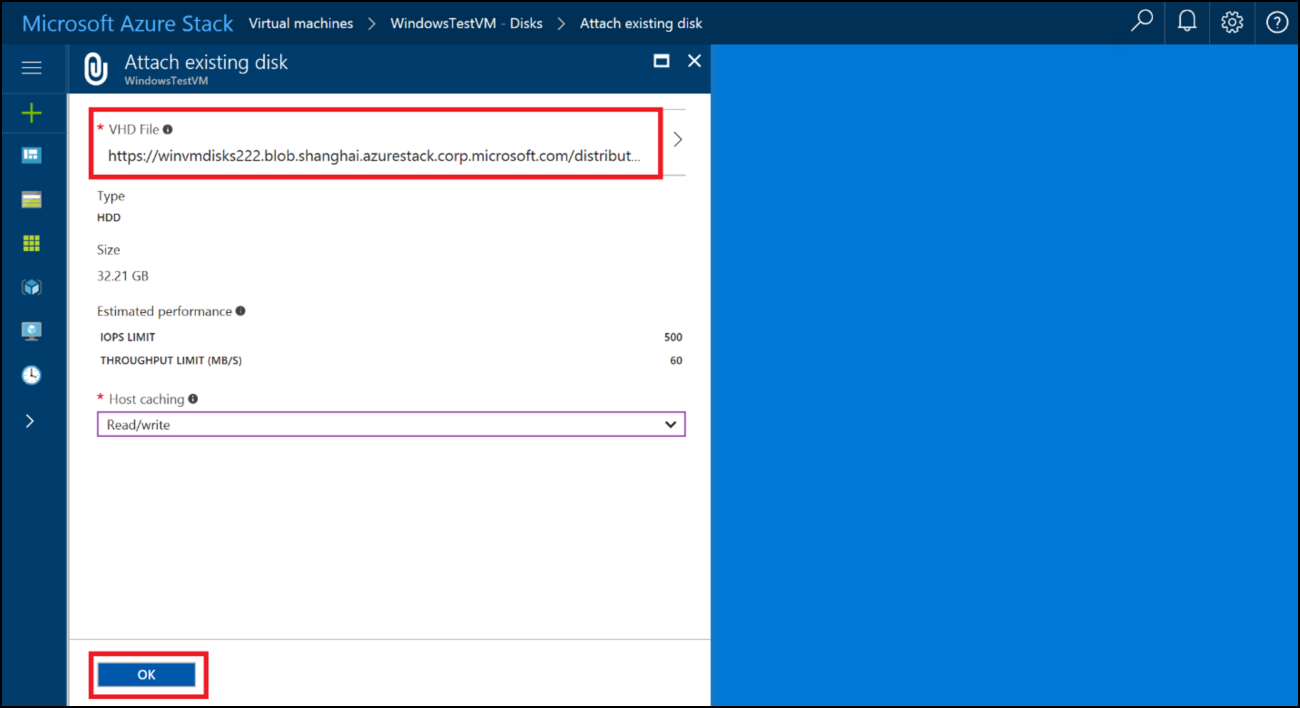 Microsoft Azure Stack Virtual machines > WindowsTestVM - Disks > Attach existing disk
Attach existing disk
WindowsTestVM
* VHD File
https://winvmdisks222.blob.shanghai.azurestack.corp.microsoft.com/distribut...
Type
HDD
Size
32.21 GB
Estimated performance
IOPS LIMIT 500
THROUGHPUT LIMIT (MB/S) 60
* Host caching
Read/write
OK